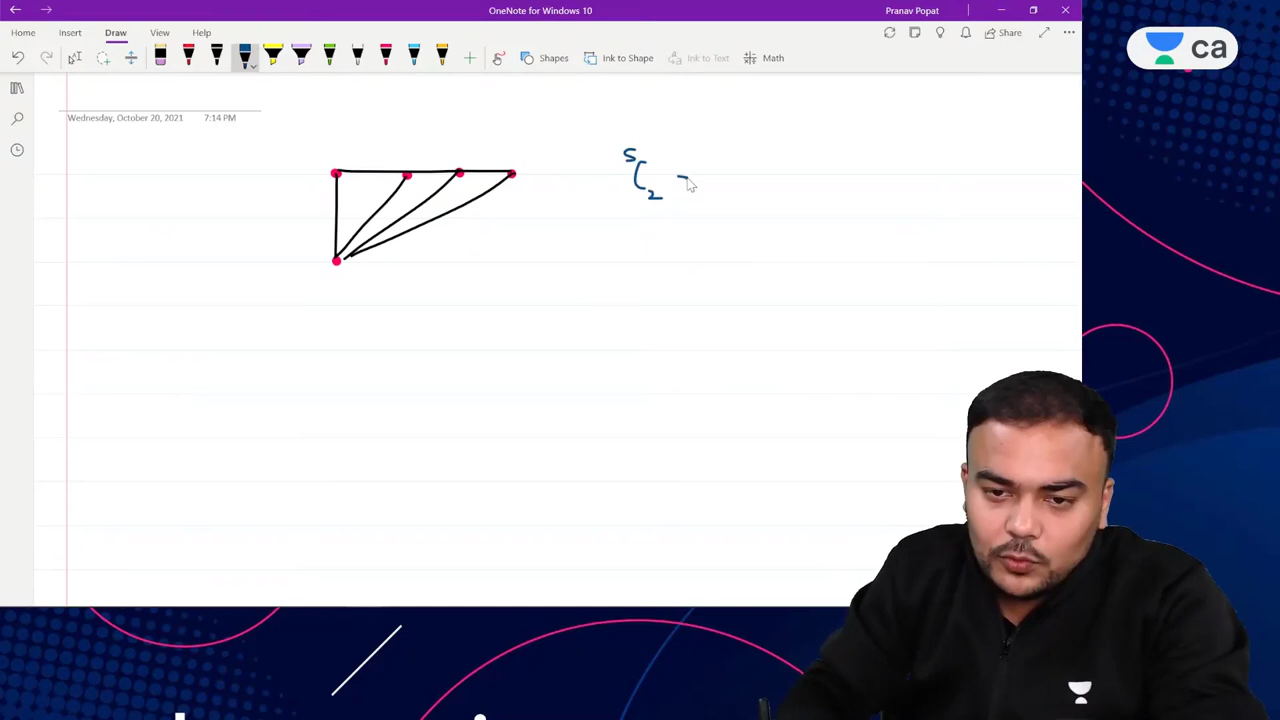 OneNote for Windows 10
Pranav Popat
Home Insert Draw View Help
Share
Shapes Ink to Shape Ink to Text Math
ca
Wednesday, October 20, 2021 7:14 PM
5C2 -